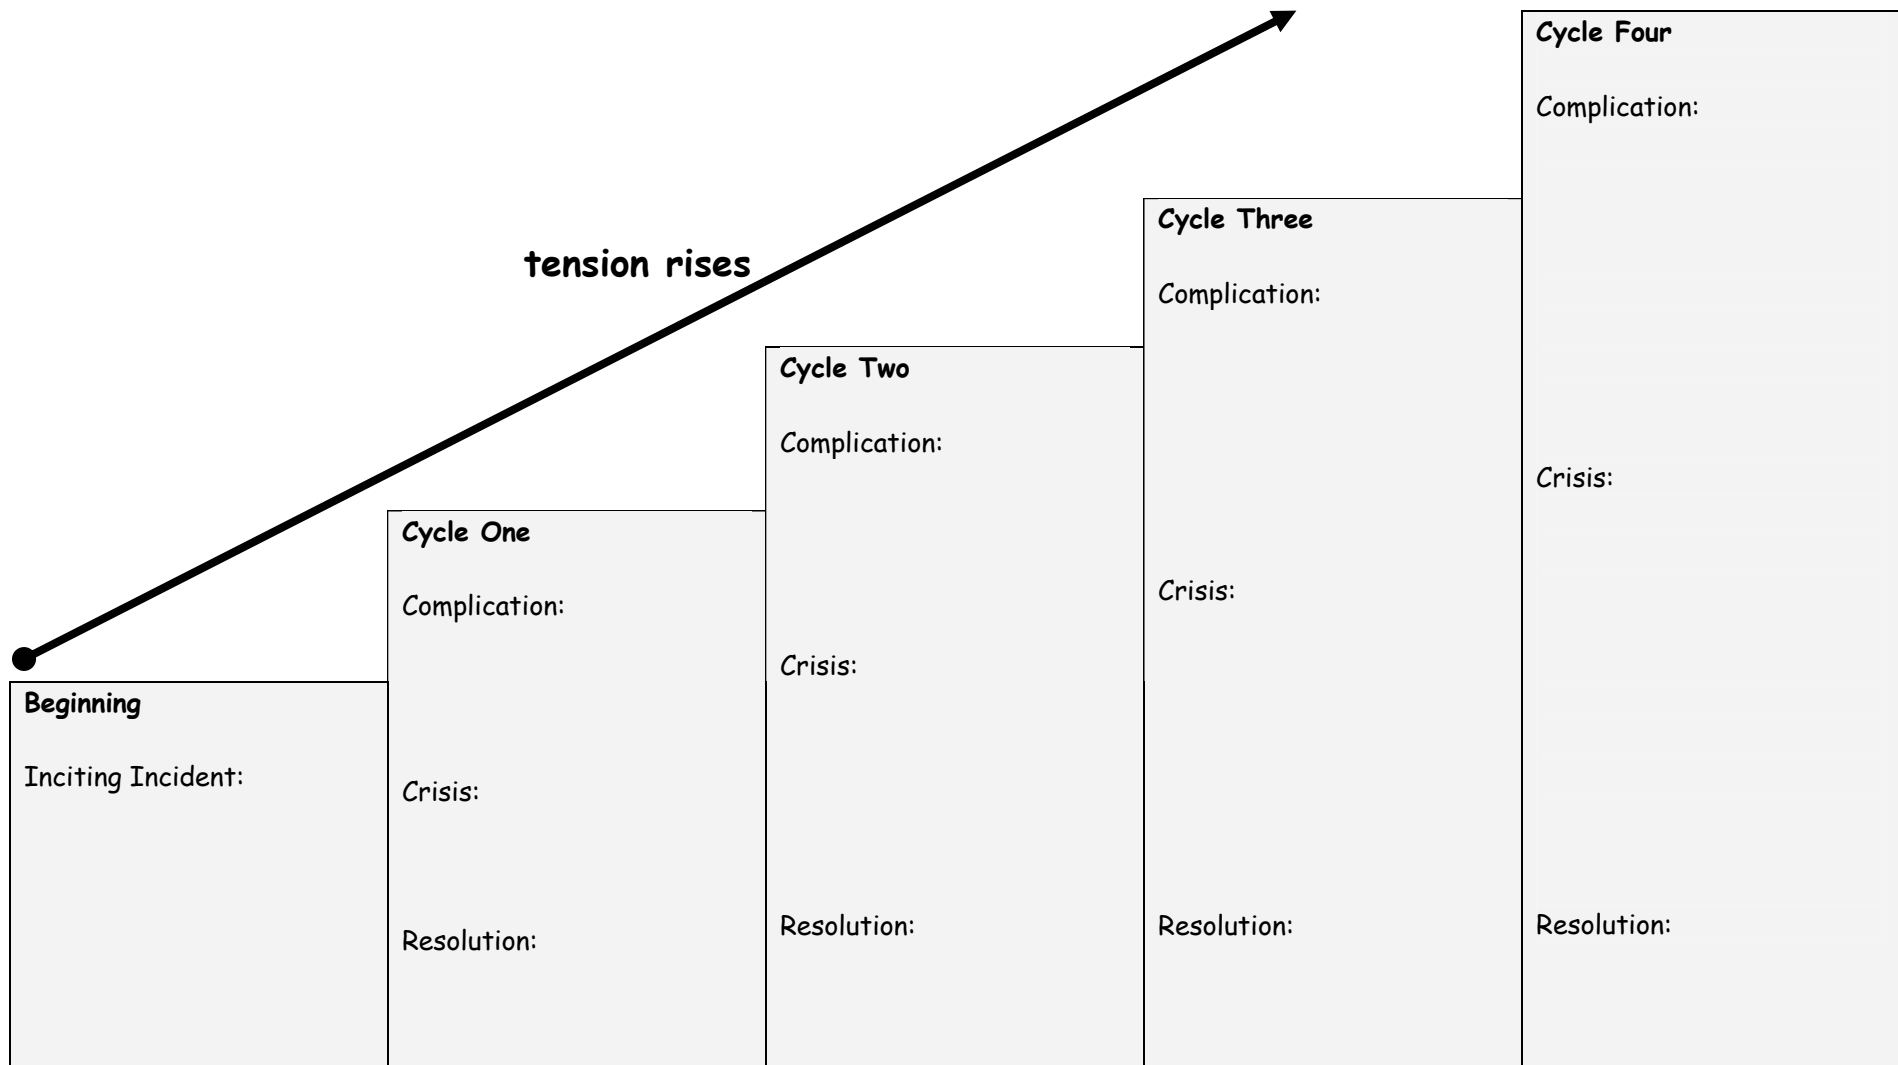 tension rises
Beginning
Inciting Incident:
Cycle One
Complication:
Crisis:
Resolution:
Cycle Two
Complication:
Crisis:
Resolution:
Cycle Three
Complication:
Crisis:
Resolution:
Cycle Four
Complication:
Crisis:
Resolution: